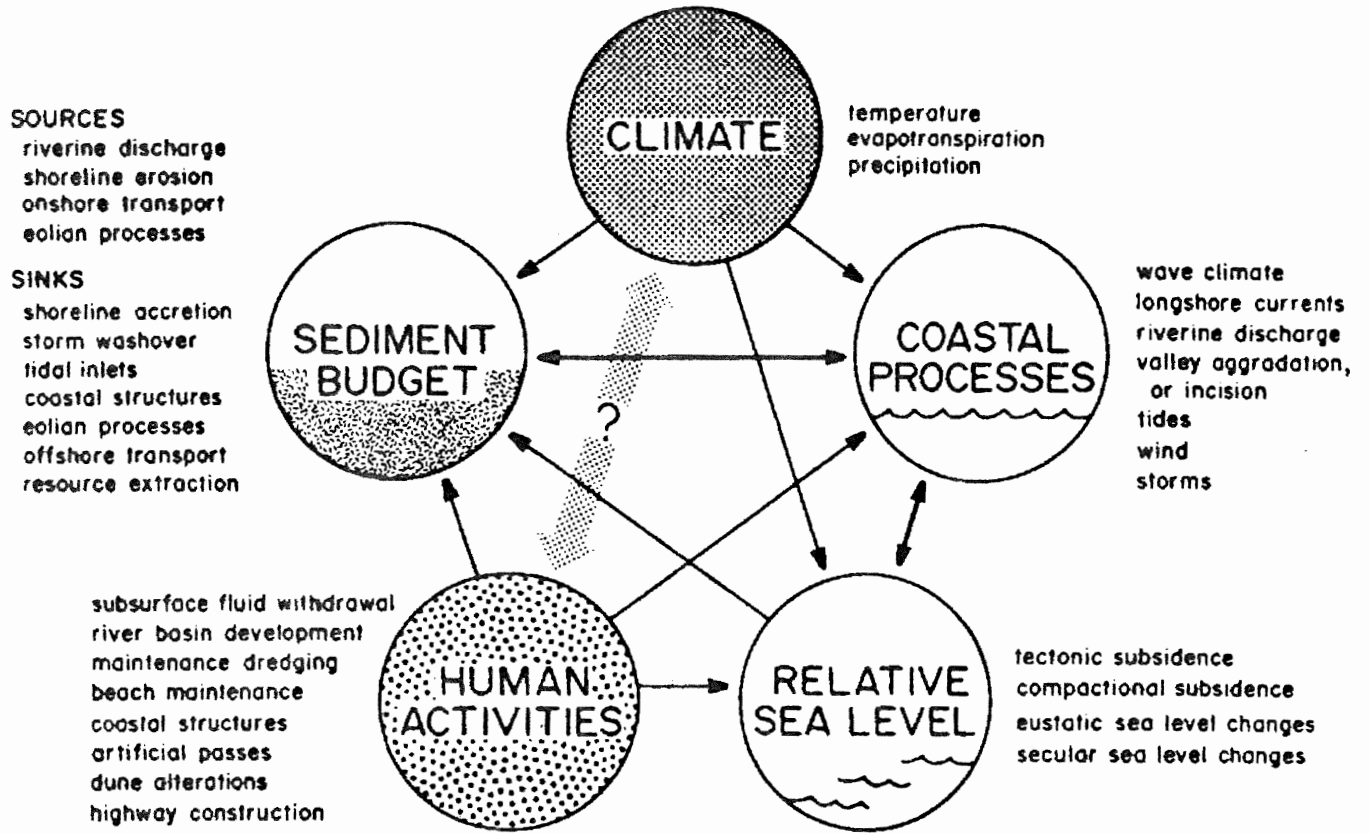 CLIMATE
temperature
evapotranspiration
precipitation
SOURCES
riverine discharge
shoreline erosion
onshore transport
eolian processes
SINKS
shoreline accretion
storm washover
tidal inlets
coastal structures
eolian processes
offshore transport
resource extraction
SEDIMENT
BUDGET
COASTAL
PROCESSES
wave climate
longshore currents
riverine discharge
valley aggradation,
or incision
tides
wind
storms
?
subsurface fluid withdrawal
river basin development
maintenance dredging
beach maintenance
coastal structures
artificial passes
dune alterations
highway construction
HUMAN
ACTIVITIES
RELATIVE
SEA LEVEL
tectonic subsidence
compactional subsidence
eustatic sea level changes
secular sea level changes